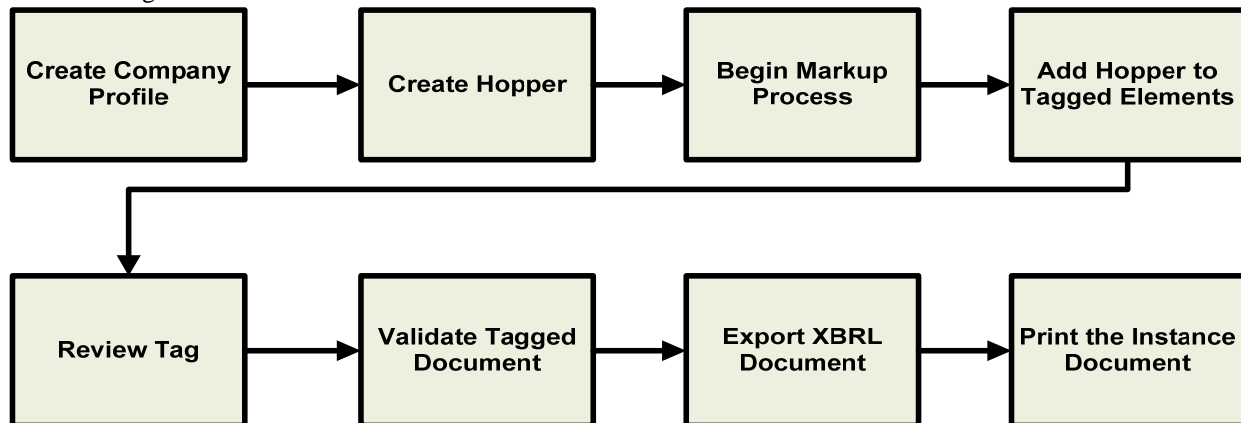 Create Company
Profile
Create Hopper
Begin Markup
Process
Add Hopper to
Tagged Elements
Review Tag
Validate Tagged
Document
Export XBRL
Document
Print the Instance
Document